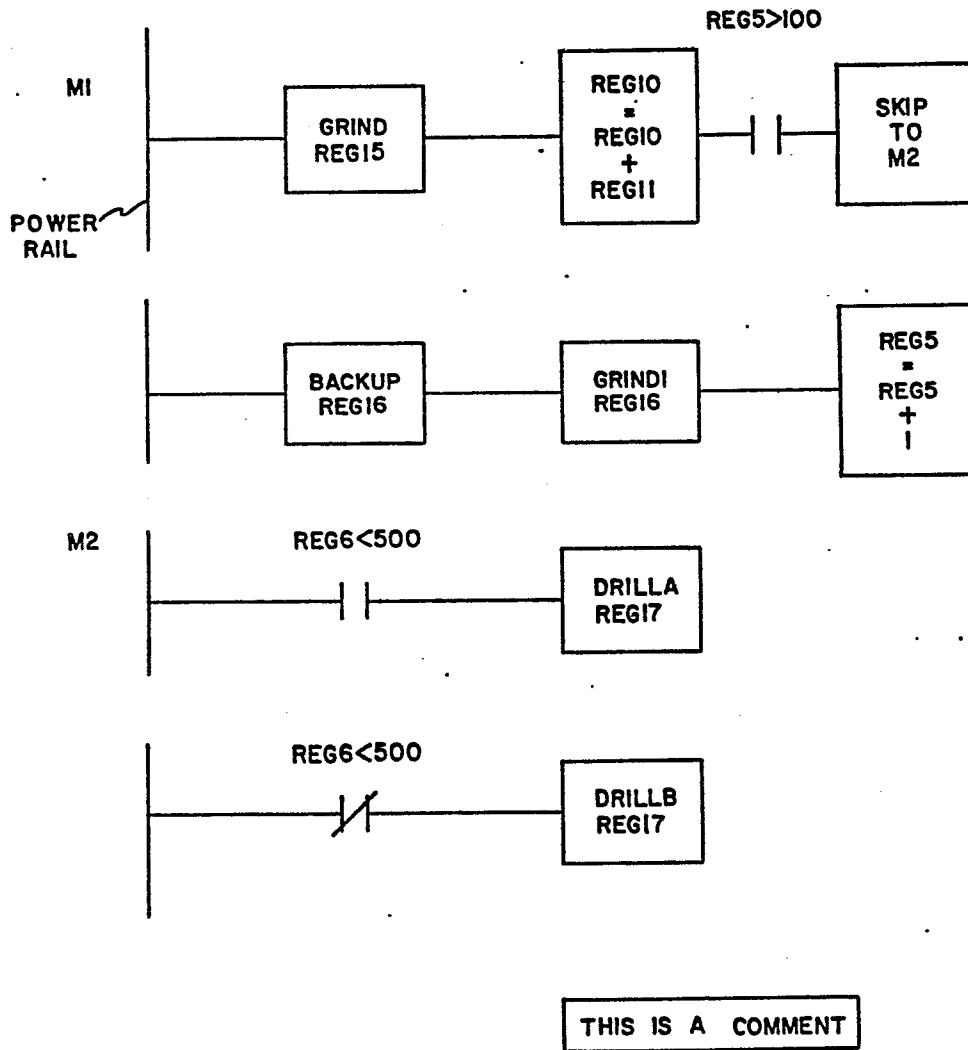 REG5>100
M1
GRIND
REG15
REG10
=
REG10
+
REG11
SKIP
TO
M2
POWER
RAIL
BACKUP
REG16
GRIND1
REG16
REG5
=
REG5
+
1
M2
REG6<500
DRILLA
REG17
REG6<500
DRILLB
REG17
THIS IS A COMMENT